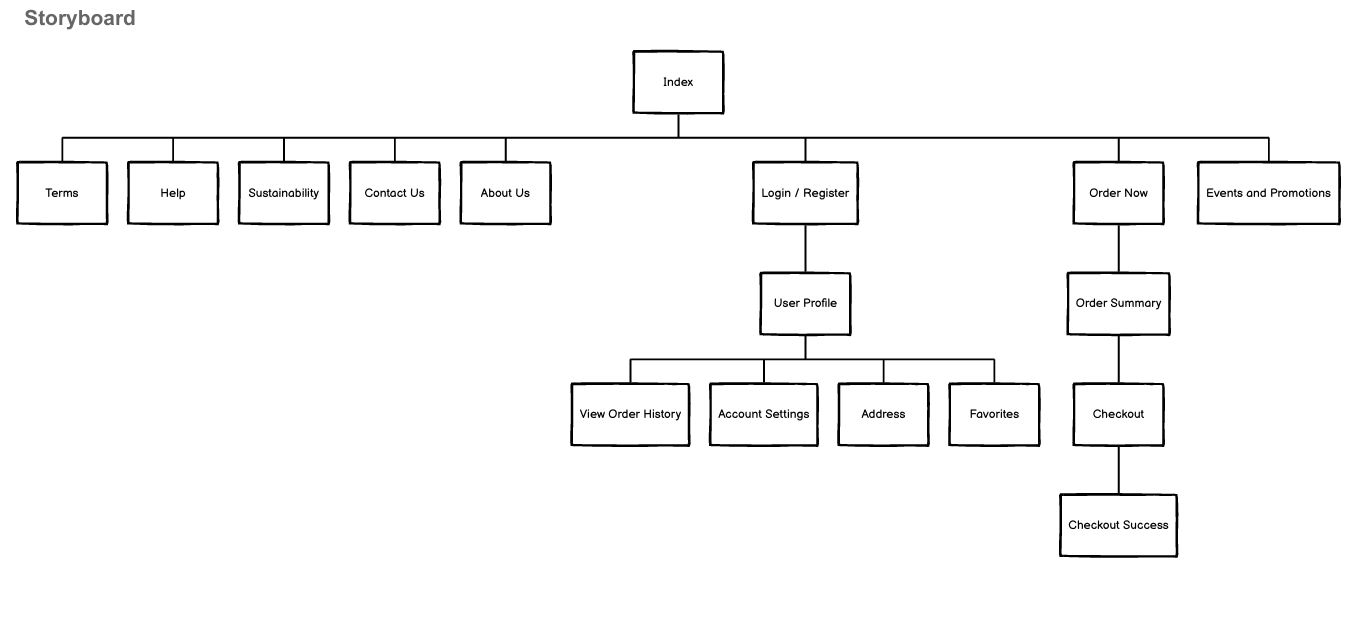 Storyboard
Index
Terms
Help
Sustainability
Contact Us
About Us
Login / Register
Order Now
Events and Promotions
User Profile
Order Summary
View Order History
Account Settings
Address
Favorites
Checkout
Checkout Success